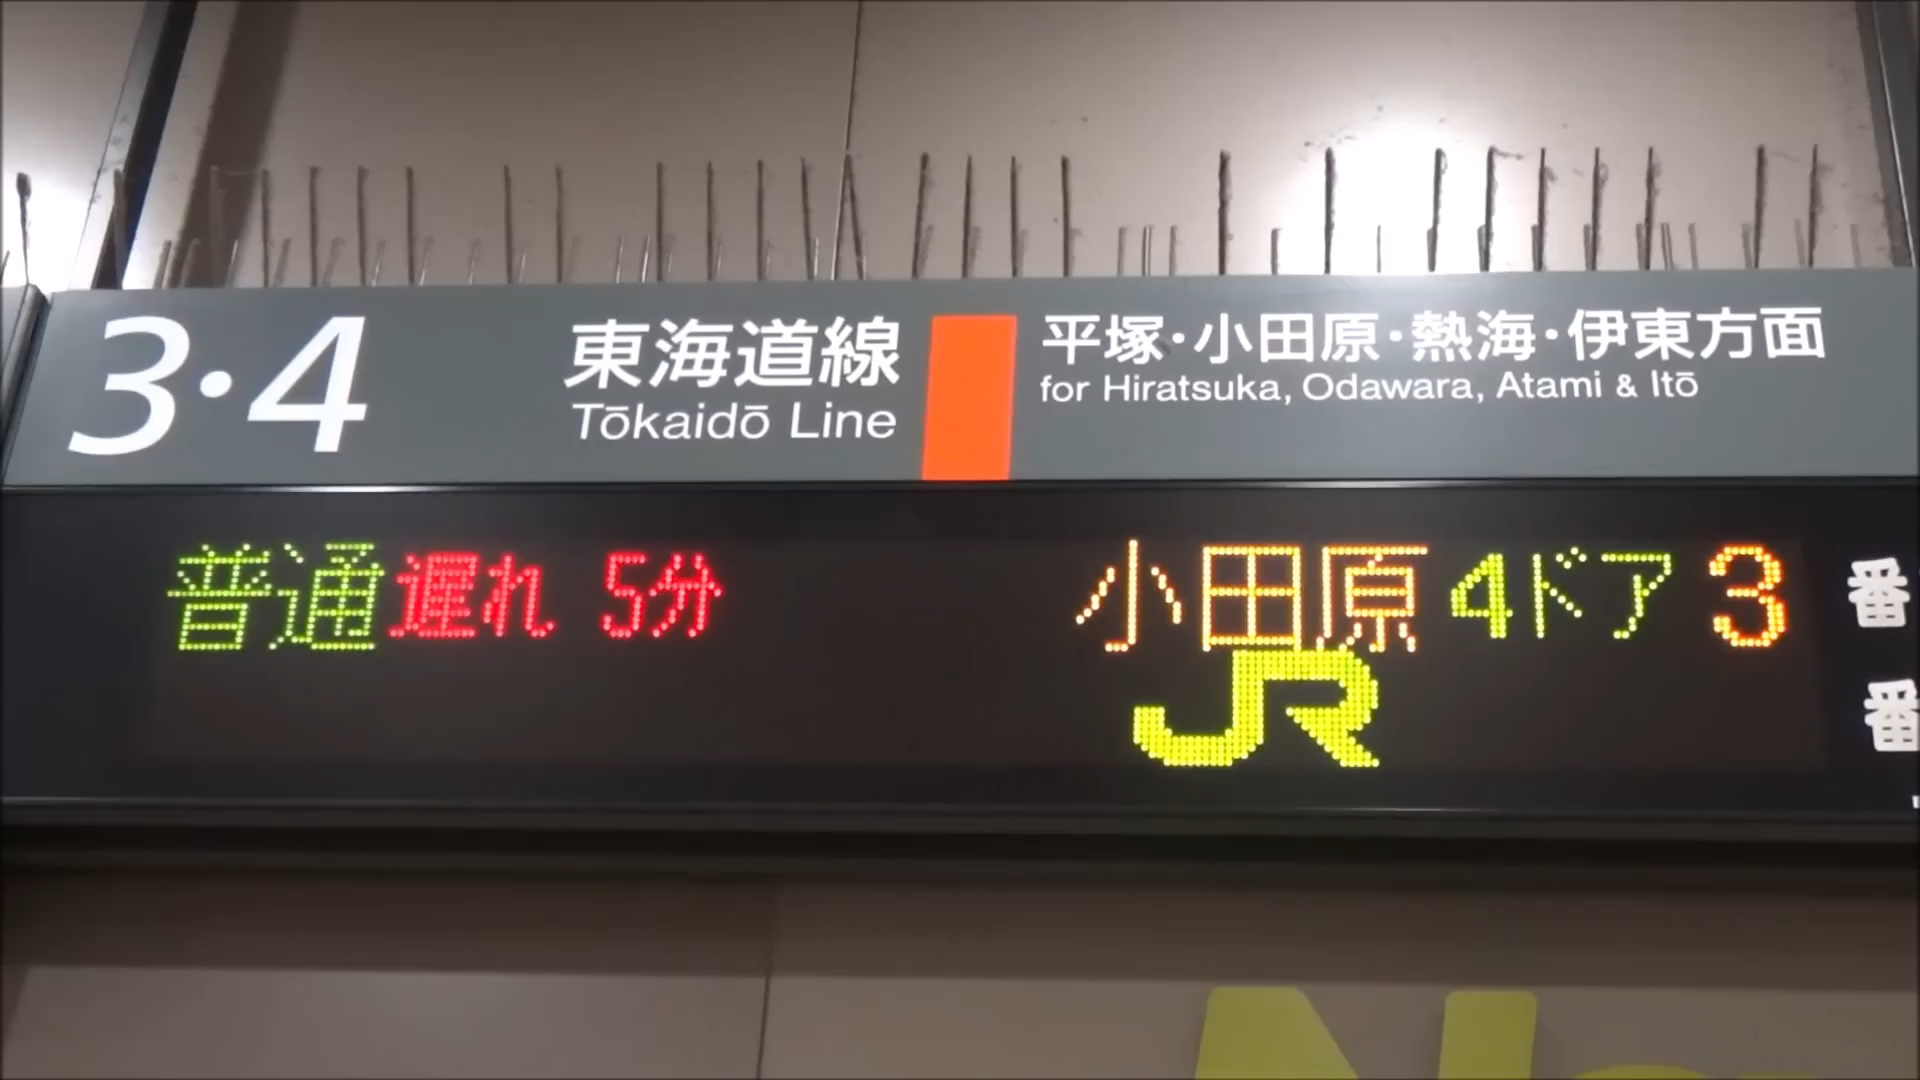 3・4 東海道線 平塚・小田原・熱海・伊東方面
Tōkaidō Line for Hiratsuka, Odawara, Atami & Itō
普通 遅れ 5分 小田原 4ドア 3 番
JR 番